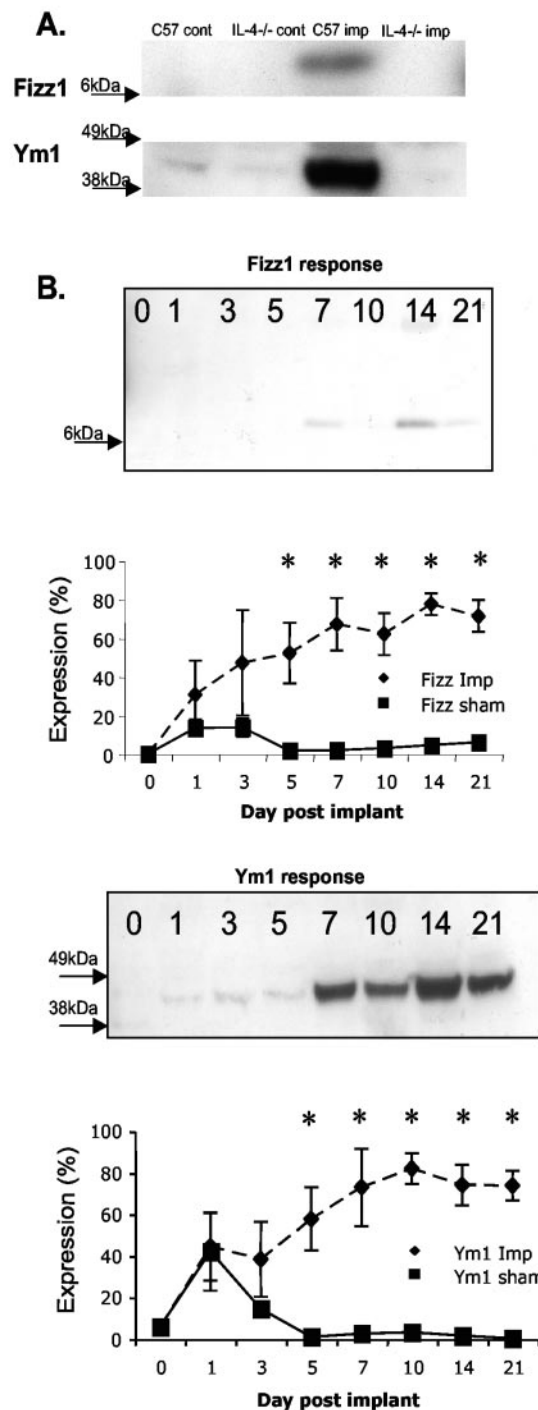 A.
C57 cont IL-4-/- cont C57 imp IL-4-/- imp
Fizz1
6kDa
49kDa
Ym1
38kDa
B.
Fizz1 response
0 1 3 5 7 10 14 21
6kDa
Expression (%)
100
80
60
40
20
0
* * * * *
Fizz Imp
Fizz sham
0 1 3 5 7 10 14 21
Day post implant
Ym1 response
0 1 3 5 7 10 14 21
49kDa
38kDa
Expression (%)
100
80
60
40
20
0
* * * * *
Ym1 Imp
Ym1 sham
0 1 3 5 7 10 14 21
Day post implant